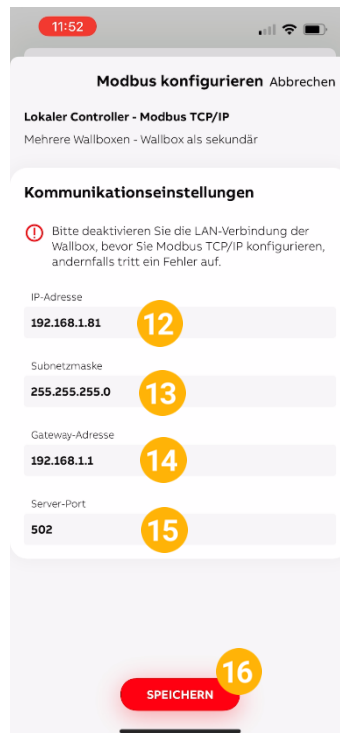 11:52
Modbus konfigurieren Abbrechen
Lokaler Controller - Modbus TCP/IP
Mehrere Wallboxen - Wallbox als sekundär
Kommunikationseinstellungen
Bitte deaktivieren Sie die LAN-Verbindung der
Wallbox, bevor Sie Modbus TCP/IP konfigurieren,
andernfalls tritt ein Fehler auf.
IP-Adresse
192.168.1.81 12
Subnetzmaske
255.255.255.0 13
Gateway-Adresse
192.168.1.1 14
Server-Port
502 15
16
SPEICHERN